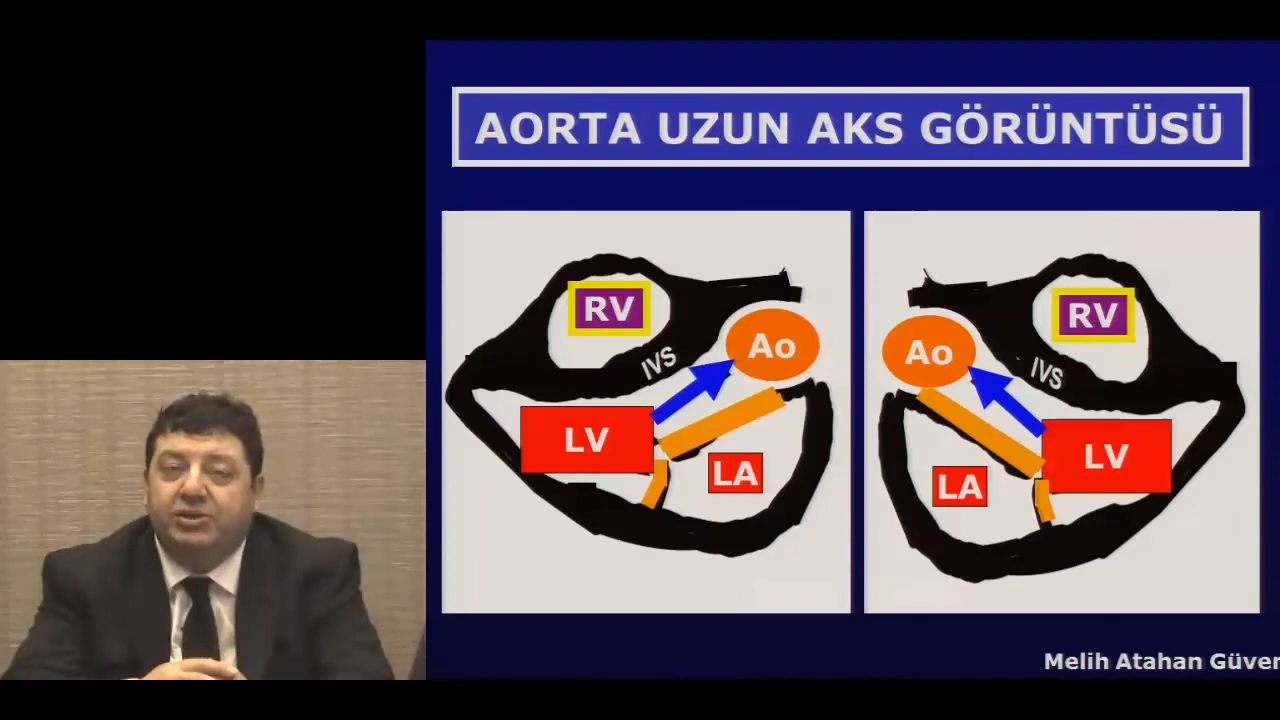 AORTA UZUN AKS GÖRÜNTÜSÜ
RV
IVS
Ao
LV
LA
RV
IVS
Ao
LV
LA
Melih Atahan Güven